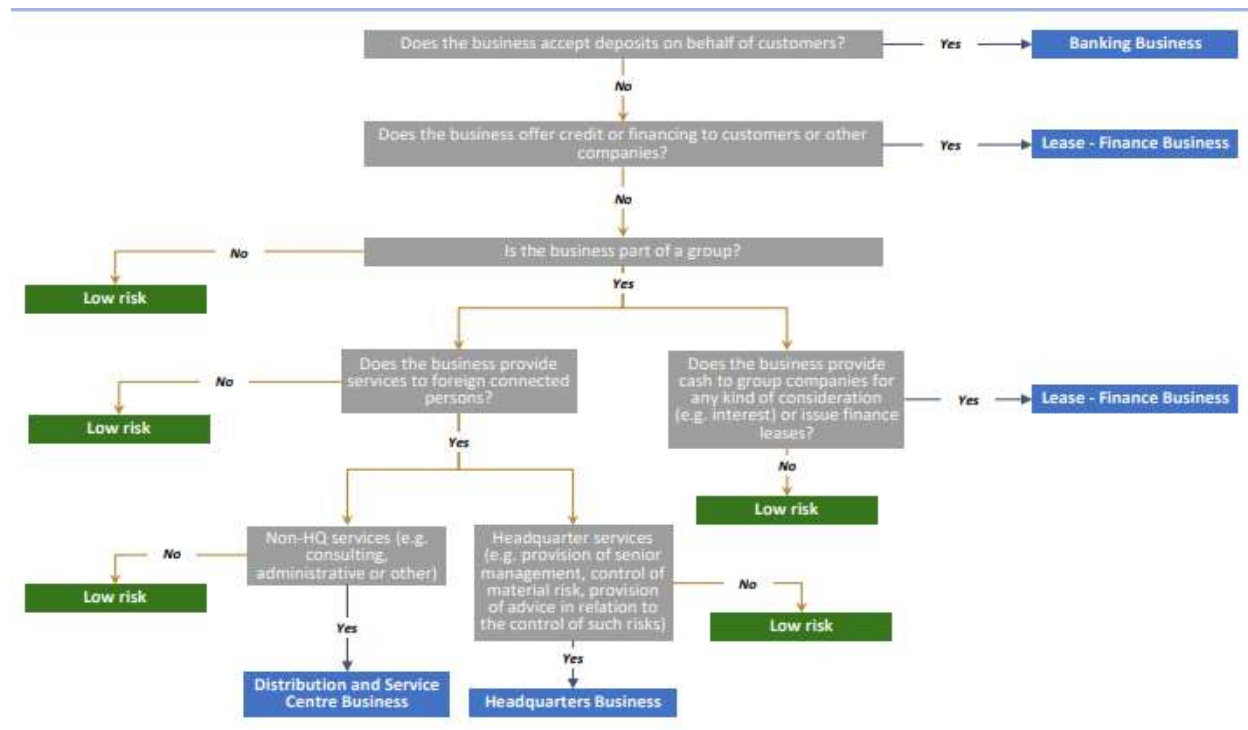 Does the business accept deposits on behalf of customers?
Yes
Banking Business
No
Does the business offer credit or financing to customers or other
companies?
Yes
Lease - Finance Business
No
Is the business part of a group?
No
Low risk
Yes
Does the business provide
services to foreign connected
persons?
No
Low risk
Yes
Does the business provide
cash to group companies for
any kind of consideration
(e.g. interest) or issue finance
leases?
Yes
Lease - Finance Business
No
Low risk
Non-HQ services (e.g.
consulting,
administrative or other)
No
Low risk
Yes
Distribution and Service
Centre Business
Headquarter services
(e.g. provision of senior
management, control of
material risk, provision
of advice in relation to
the control of such risks)
No
Low risk
Yes
Headquarters Business